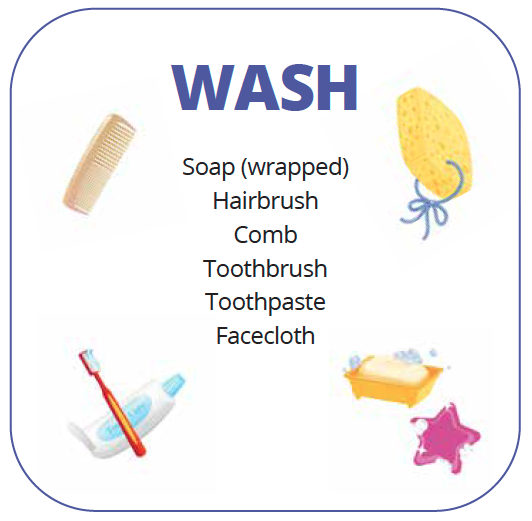 WASH
Soap (wrapped)
Hairbrush
Comb
Toothbrush
Toothpaste
Facecloth